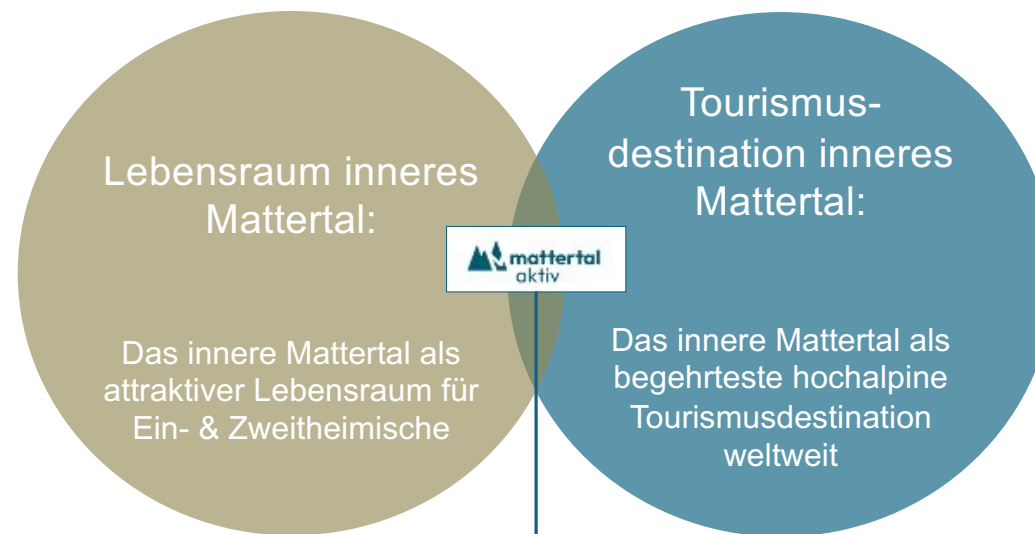 Lebensraum inneres
Mattertal:
Das innere Mattertal als
attraktiver Lebensraum für
Ein- & Zweitheimische
mattertal
aktiv
Tourismus-
destination inneres
Mattertal:
Das innere Mattertal als
begehrteste hochalpine
Tourismusdestination
weltweit